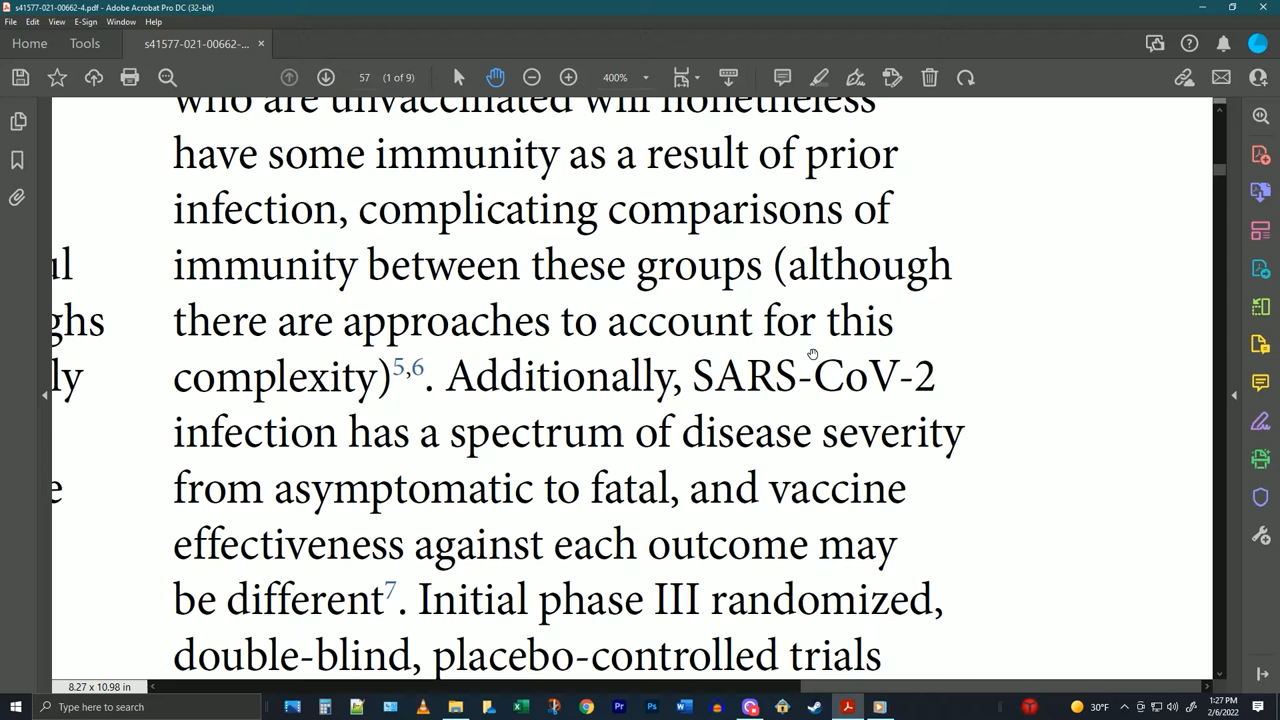 s41577-021-00662-4.pdf - Adobe Acrobat Pro DC (32-bit)
File Edit View E-Sign Window Help
Home Tools s41577-021-00662-... ×
57 (1 of 9) 400%
who are unvaccinated will nonetheless
have some immunity as a result of prior
infection, complicating comparisons of
immunity between these groups (although
there are approaches to account for this
complexity)5,6. Additionally, SARS-CoV-2
infection has a spectrum of disease severity
from asymptomatic to fatal, and vaccine
effectiveness against each outcome may
be different7. Initial phase III randomized,
double-blind, placebo-controlled trials
ul
ghs
ly
e
8.27 x 10.98 in
Type here to search
30°F
1:27 PM
2/6/2022